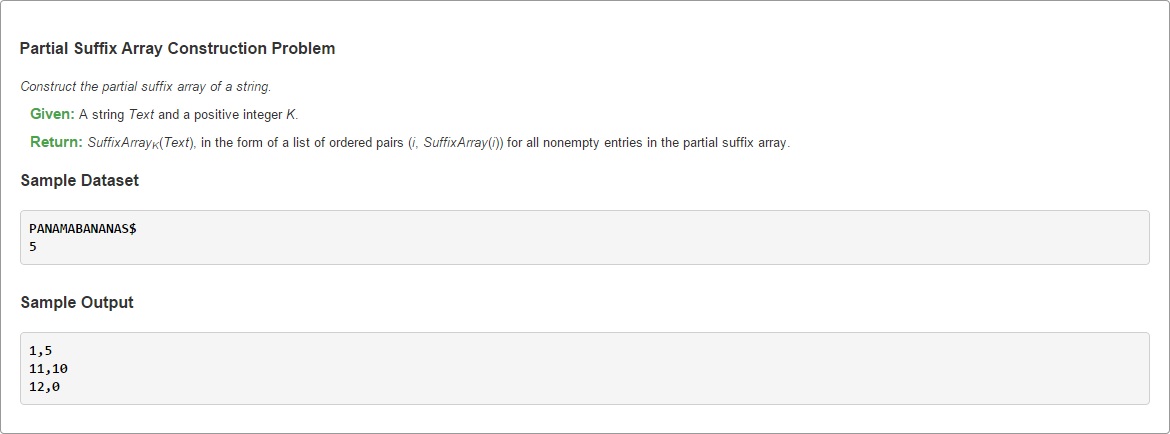 Partial Suffix Array Construction Problem
Construct the partial suffix array of a string.
Given: A string Text and a positive integer K.
Return: SuffixArrayK(Text), in the form of a list of ordered pairs (i, SuffixArray(i)) for all nonempty entries in the partial suffix array.
Sample Dataset
PANAMABANANAS$
5
Sample Output
1,5
11,10
12,0